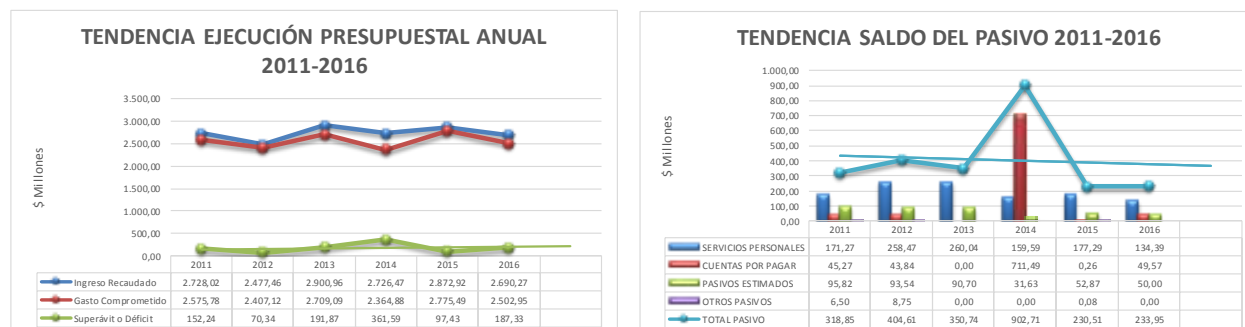 TENDENCIA EJECUCIÓN PRESUPUESTAL ANUAL
2011-2016
$ Millones
3.500,00
3.000,00
2.500,00
2.000,00
1.500,00
1.000,00
500,00
0,00
2011 2012 2013 2014 2015 2016
Ingreso Recaudado 2.728,02 2.477,46 2.900,96 2.726,47 2.872,92 2.690,27
Gasto Comprometido 2.575,78 2.407,12 2.709,09 2.364,88 2.775,49 2.502,95
Superávit o Déficit 152,24 70,34 191,87 361,59 97,43 187,33
TENDENCIA SALDO DEL PASIVO 2011-2016
$ Millones
1.000,00
900,00
800,00
700,00
600,00
500,00
400,00
300,00
200,00
100,00
0,00
2011 2012 2013 2014 2015 2016
SERVICIOS PERSONALES 171,27 258,47 260,04 159,59 177,29 134,39
CUENTAS POR PAGAR 45,27 43,84 0,00 711,49 0,26 49,57
PASIVOS ESTIMADOS 95,82 93,54 90,70 31,63 52,87 50,00
OTROS PASIVOS 6,50 8,75 0,00 0,00 0,08 0,00
TOTAL PASIVO 318,85 404,61 350,74 902,71 230,51 233,95